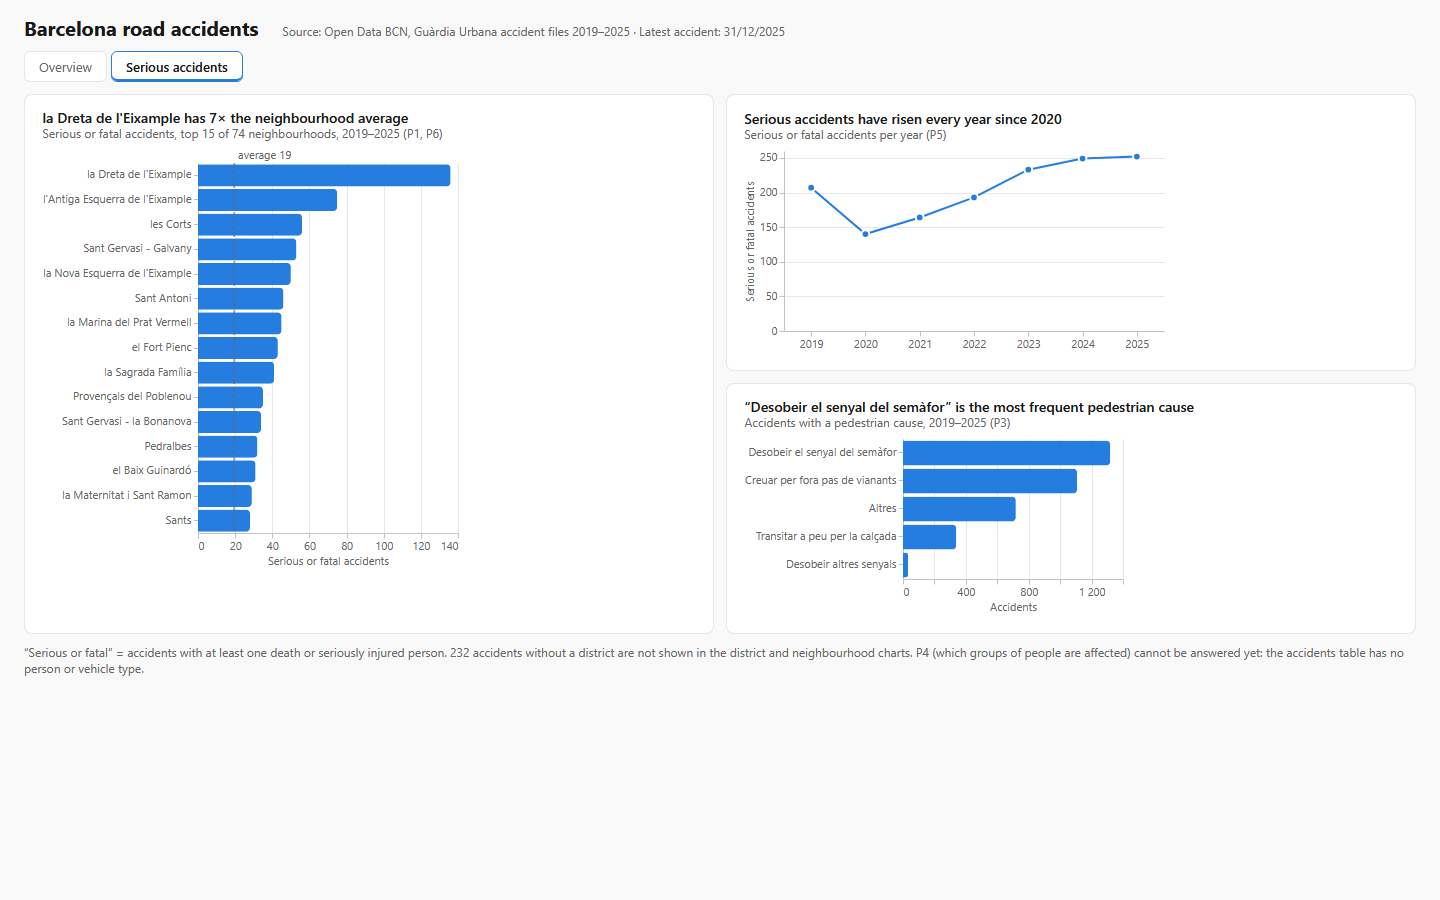 Barcelona road accidents
Source: Open Data BCN, Guàrdia Urbana accident files 2019–2025 · Latest accident: 31/12/2025
Overview
Serious accidents
la Dreta de l'Eixample has 7× the neighbourhood average
Serious or fatal accidents, top 15 of 74 neighbourhoods, 2019–2025 (P1, P6)
average 19
la Dreta de l'Eixample
l'Antiga Esquerra de l'Eixample
les Corts
Sant Gervasi - Galvany
la Nova Esquerra de l'Eixample
Sant Antoni
la Marina del Prat Vermell
el Fort Pienc
la Sagrada Família
Provençals del Poblenou
Sant Gervasi - la Bonanova
Pedralbes
el Baix Guinardó
la Maternitat i Sant Ramon
Sants
0 20 40 60 80 100 120 140
Serious or fatal accidents
Serious accidents have risen every year since 2020
Serious or fatal accidents per year (P5)
Serious or fatal accidents
250
200
150
100
50
0
2019 2020 2021 2022 2023 2024 2025
“Desobeir el senyal del semàfor” is the most frequent pedestrian cause
Accidents with a pedestrian cause, 2019–2025 (P3)
Desobeir el senyal del semàfor
Creuar per fora pas de vianants
Altres
Transitar a peu per la calçada
Desobeir altres senyals
0 400 800 1 200
Accidents
“Serious or fatal” = accidents with at least one death or seriously injured person. 232 accidents without a district are not shown in the district and neighbourhood charts. P4 (which groups of people are affected) cannot be answered yet: the accidents table has no
person or vehicle type.